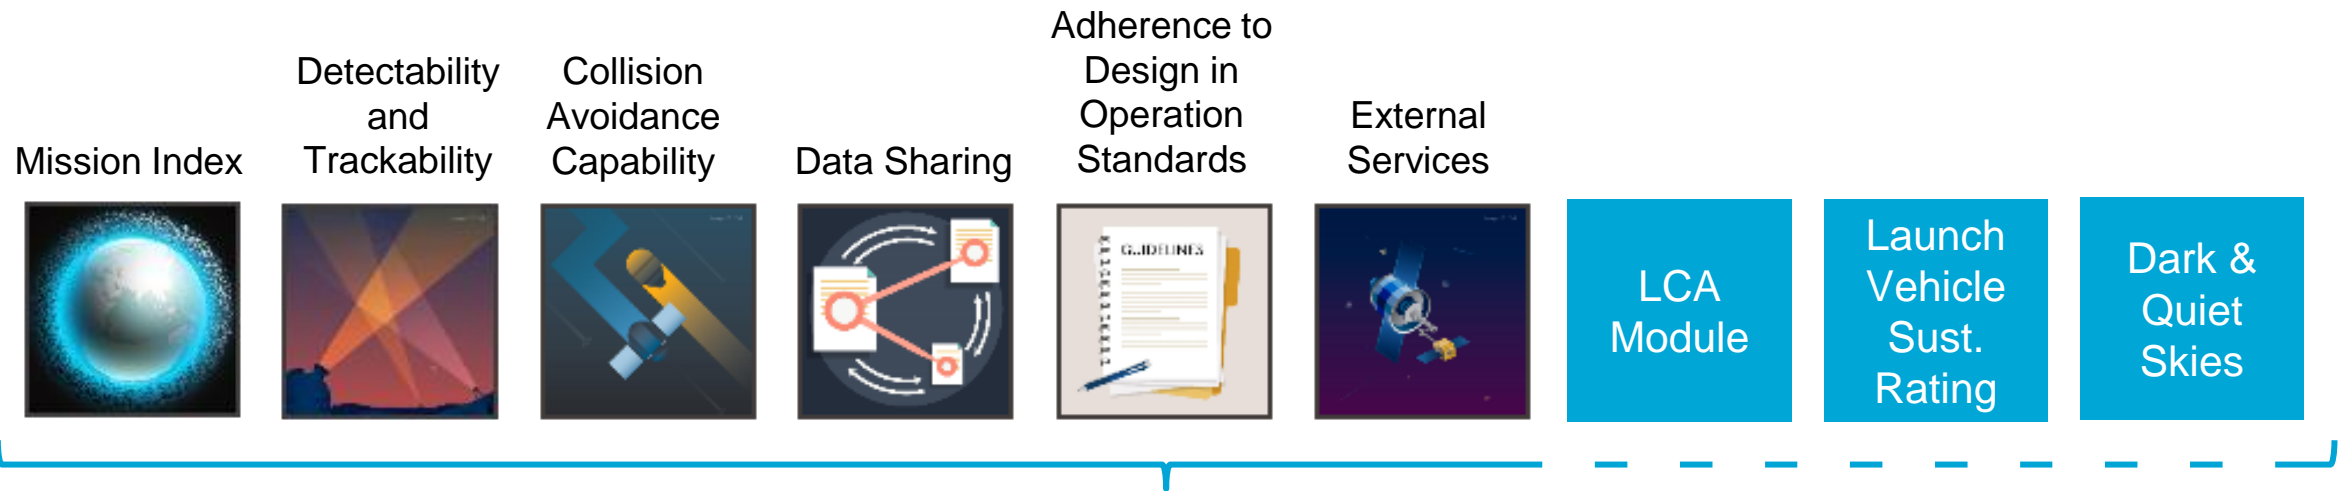 Mission Index
Detectability
and
Trackability
Collision
Avoidance
Capability
Data Sharing
Adherence to
Design in
Operation
Standards
External
Services
GUIDELINES
LCA
Module
Launch
Vehicle
Sust.
Rating
Dark &
Quiet
Skies